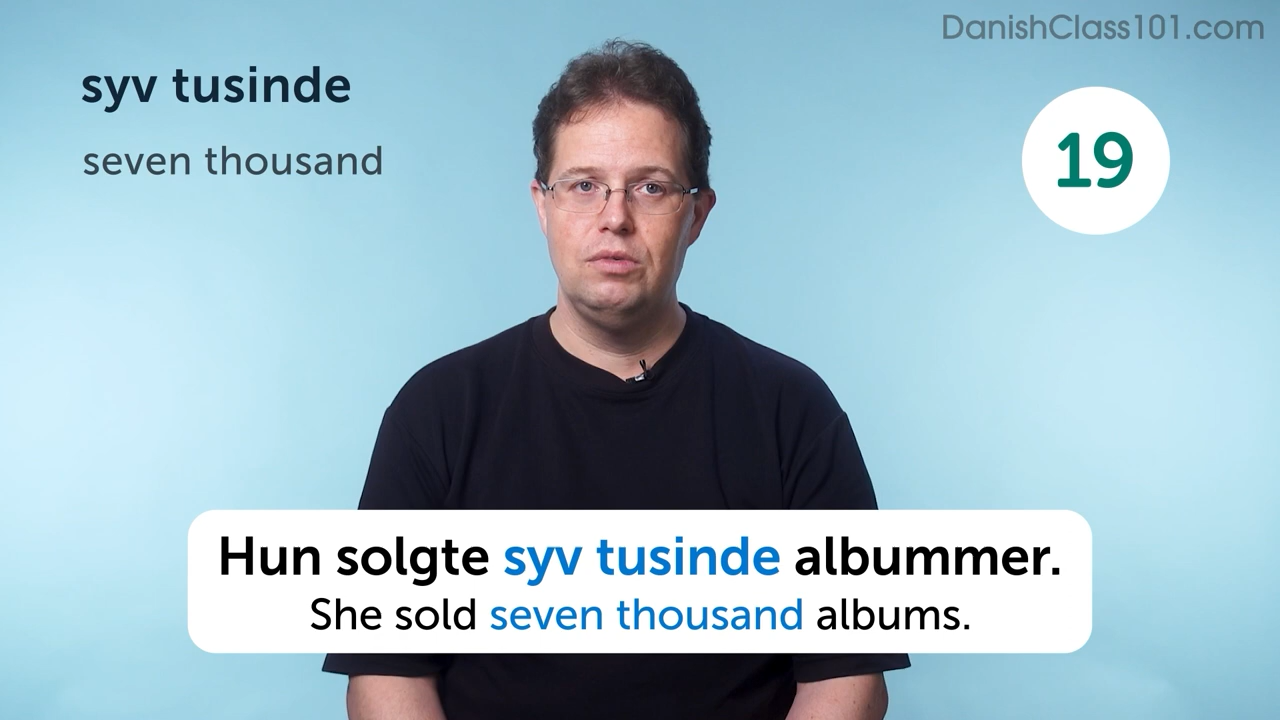 DanishClass101.com
syv tusinde
seven thousand
19
Hun solgte syv tusinde albummer.
She sold seven thousand albums.